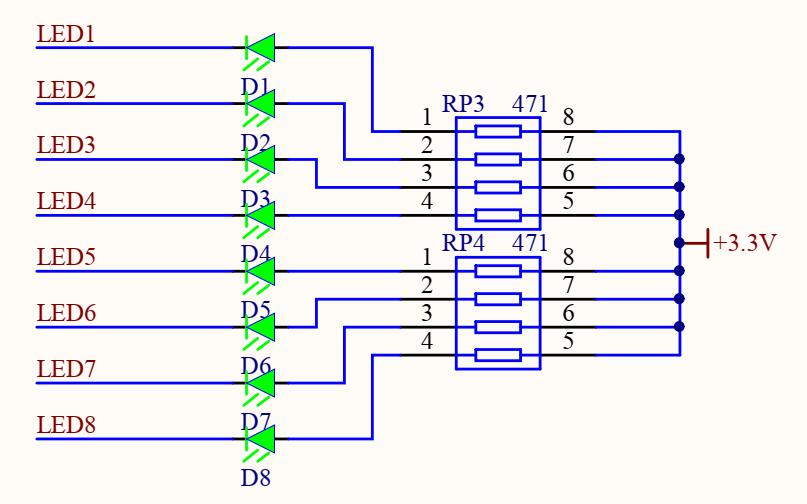 LED1
D1
LED2
D2
LED3
D3
LED4
D4
LED5
D5
LED6
D6
LED7
D7
LED8
D8
RP3 471
1 8
2 7
3 6
4 5
RP4 471
1 8
2 7
3 6
4 5
+3.3V